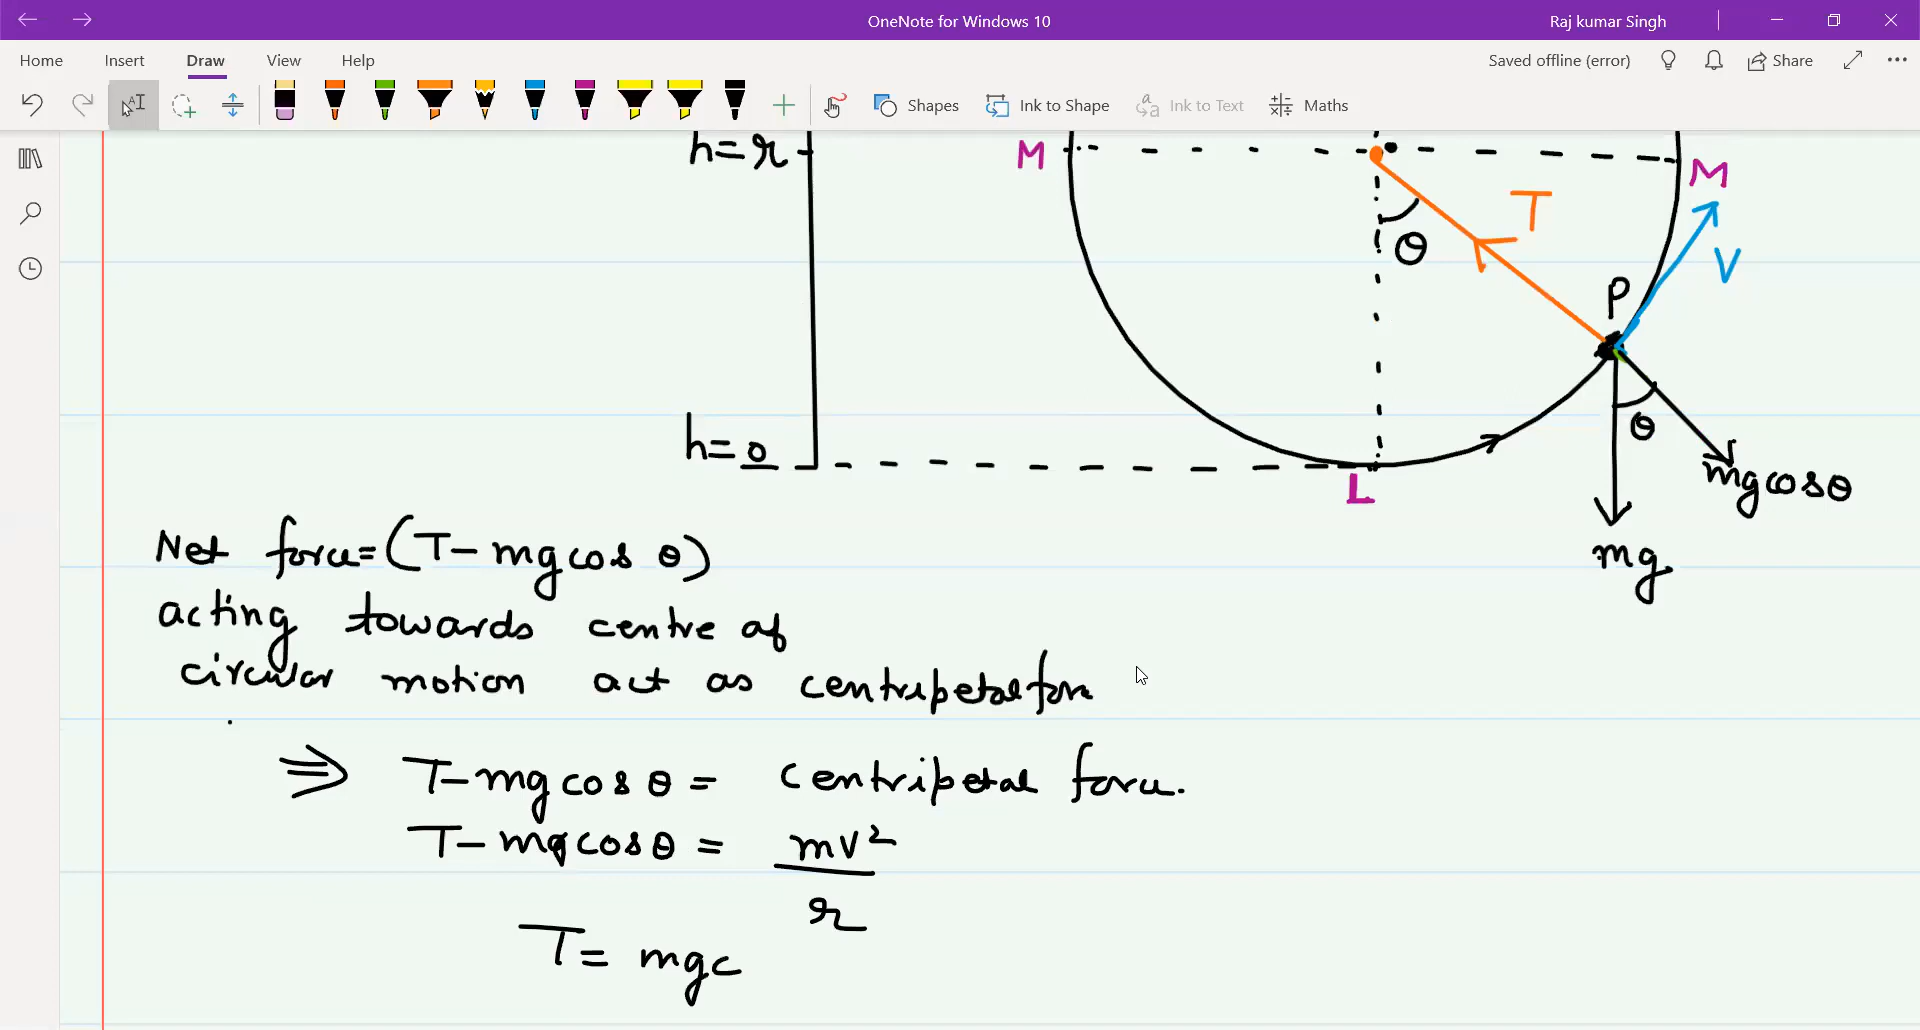 OneNote for Windows 10
Raj kumar Singh
Home Insert Draw View Help
Saved offline (error) Share
Shapes Ink to Shape Ink to Text Maths
h=r
M
M
T
θ
V
P
h=0
L
θ
mgcosθ
mg
Net force=(T-mgcos θ)
acting towards centre of
circular motion act as centripetal force
⇒ T-mgcos θ = centripetal force.
T-mgcosθ = mv²/r
T= mgc